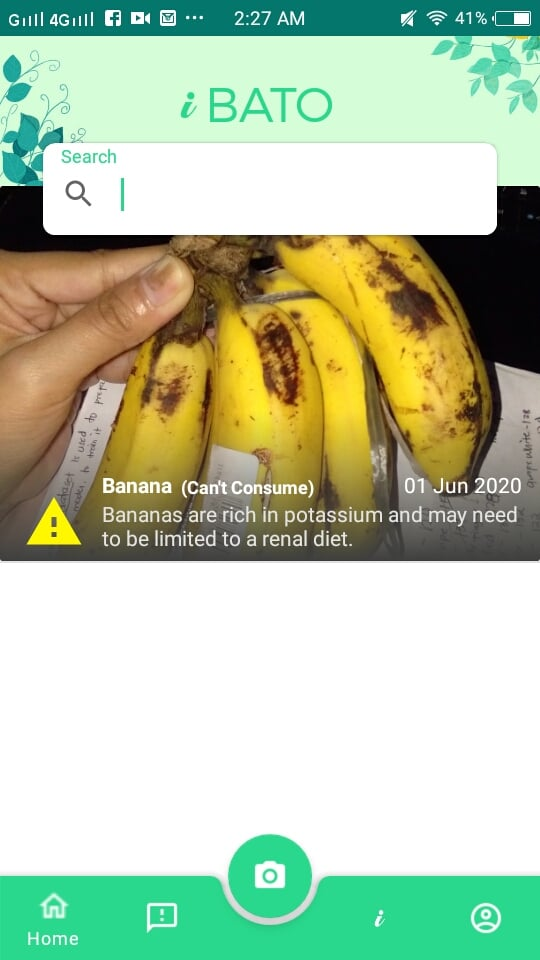 G 4G 2:27 AM 41%
i BATO
Search
Banana (Can't Consume) 01 Jun 2020
Bananas are rich in potassium and may need
to be limited to a renal diet.
i
Home